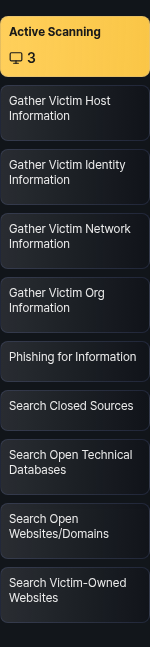 Active Scanning
3
Gather Victim Host
Information
Gather Victim Identity
Information
Gather Victim Network
Information
Gather Victim Org
Information
Phishing for Information
Search Closed Sources
Search Open Technical
Databases
Search Open
Websites/Domains
Search Victim-Owned
Websites